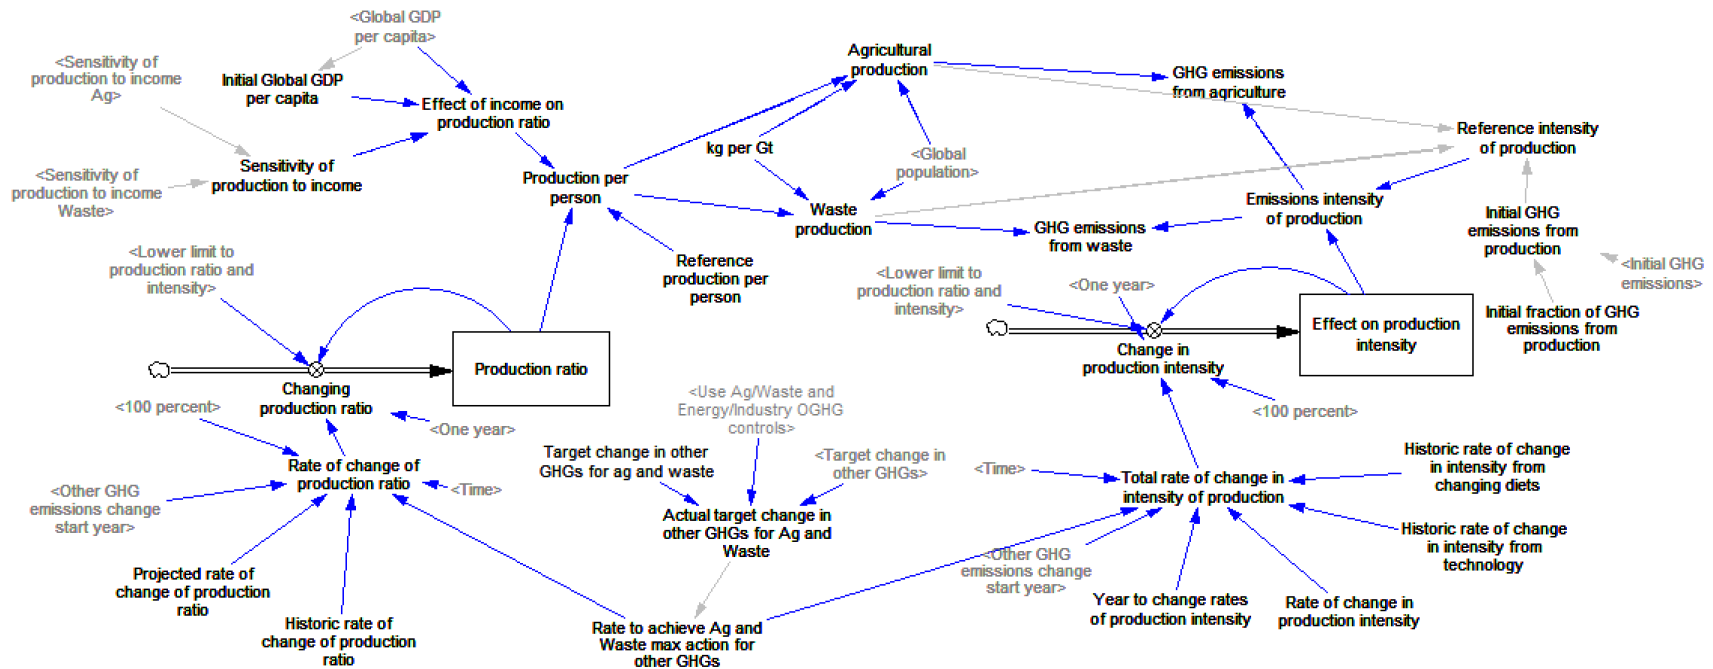 <Global GDP
per capita>
<Sensitivity of
production to income
Ag>
Initial Global GDP
per capita
Effect of income on
production ratio
Sensitivity of
production to income
<Sensitivity of
production to income
Waste>
Production per
person
Agricultural
production
GHG emissions
from agriculture
kg per Gt
<Global
population>
Reference intensity
of production
Waste
production
GHG emissions
from waste
Emissions intensity
of production
Initial GHG
emissions from
production
<Initial GHG
emissions>
Initial fraction of GHG
emissions from
production
Reference
production per
person
<Lower limit to
production ratio and
intensity>
Production ratio
Changing
production ratio
<100 percent>
<One year>
Rate of change of
production ratio
<Time>
<Other GHG
emissions change
start year>
Projected rate of
change of production
ratio
Historic rate of
change of production
ratio
<Use Ag/Waste and
Energy/Industry OGHG
controls>
Target change in other
GHGs for ag and waste
<Target change in
other GHGs>
Actual target change in
other GHGs for Ag and
Waste
Rate to achieve Ag and
Waste max action for
other GHGs
<Lower limit to
production ratio and
intensity>
<One year>
Effect on production
intensity
Change in
production intensity
<100 percent>
<Time>
Total rate of change in
intensity of production
Historic rate of change
in intensity from
changing diets
Historic rate of change
in intensity from
technology
<Other GHG
emissions change
start year>
Year to change rates
of production intensity
Rate of change in
production intensity